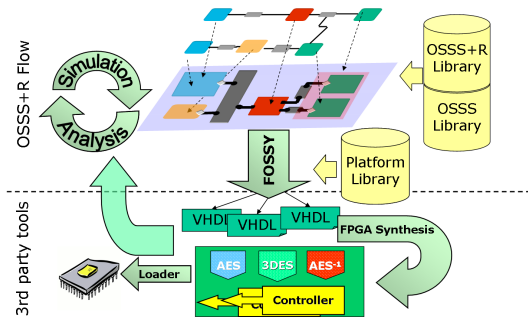 OSSS+R Flow
Simulation
Analysis
OSSS+R
Library
OSSS
Library
FOSSY
Platform
Library
3rd party tools
VHDL
VHDL
VHDL
FPGA Synthesis
AES
3DES
AES-1
Loader
Controller